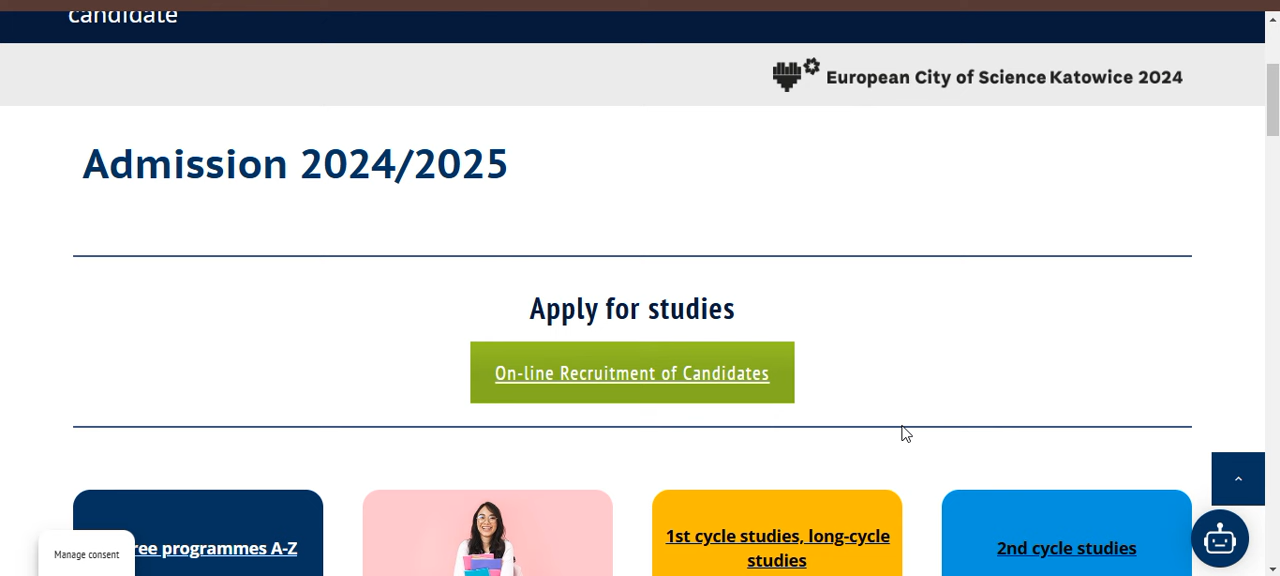 candidate
European City of Science Katowice 2024
Admission 2024/2025
Apply for studies
On-line Recruitment of Candidates
programmes A-Z
1st cycle studies, long-cycle
studies
2nd cycle studies
Manage consent